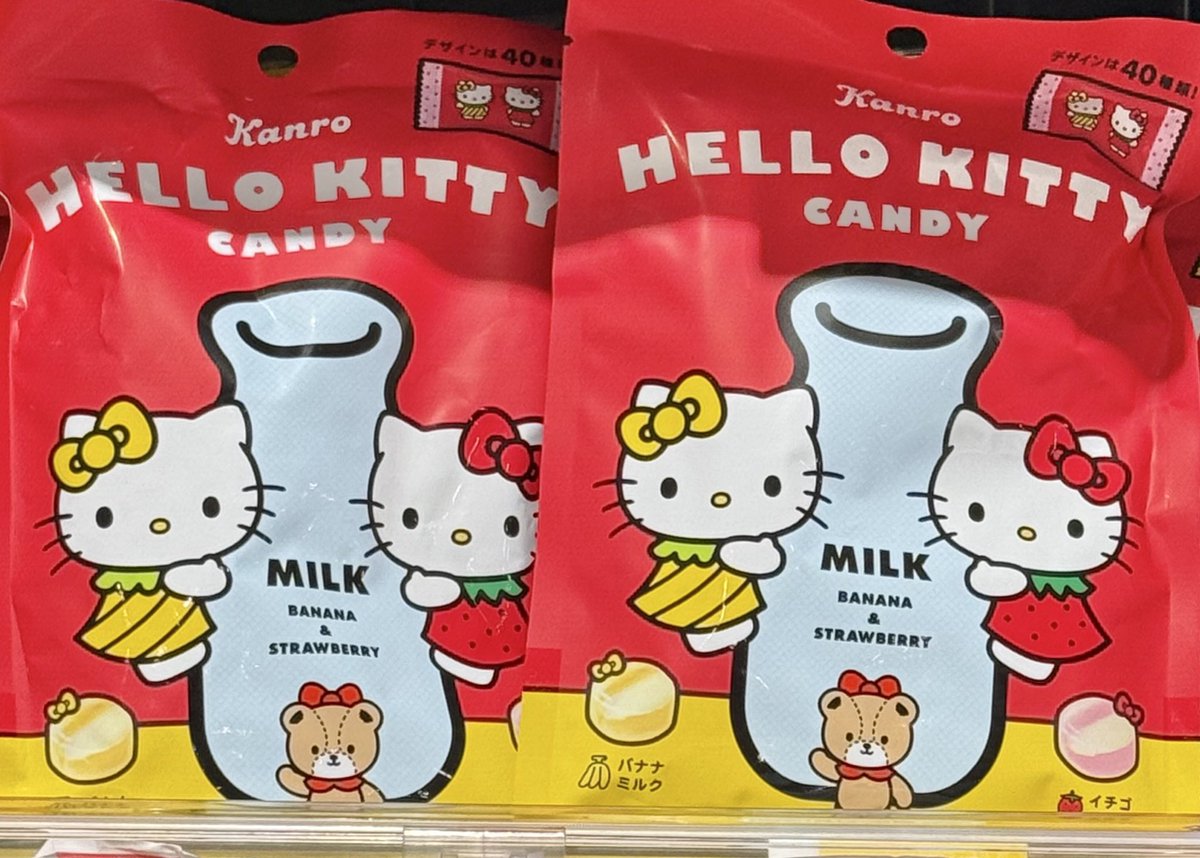 デザインは40種
Kanro
HELLO KITTY
CANDY
MILK
BANANA
&
STRAWBERRY
デザインは40種類!
Kanro
HELLO KITTY
CANDY
MILK
BANANA
&
STRAWBERRY
バナナ
ミルク
イチゴ